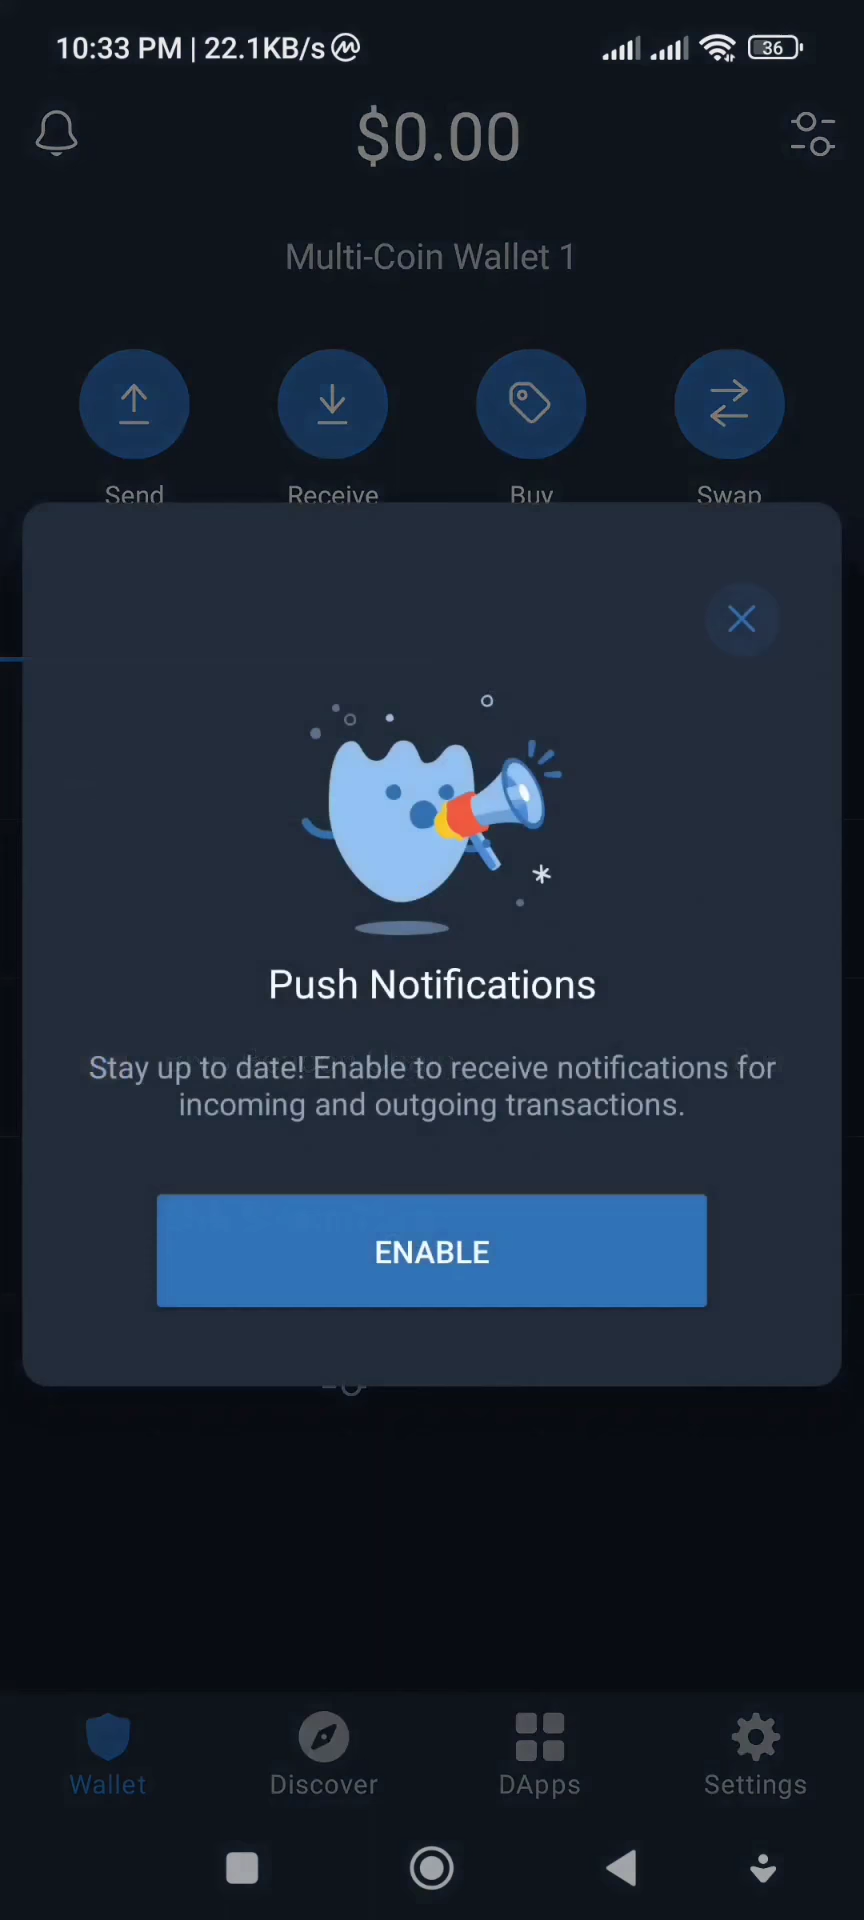 10:33 PM | 22.1KB/s
36
$0.00
Multi-Coin Wallet 1
Send
Receive
Buy
Swap
Push Notifications
Stay up to date! Enable to receive notifications for
incoming and outgoing transactions.
ENABLE
Wallet
Discover
DApps
Settings